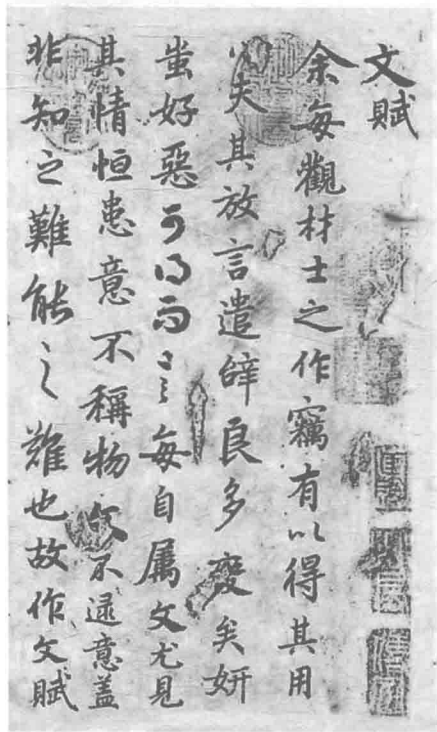 文賦
余每觀材士之作竊有以得其用
心夫其放言遣辤良多變矣妍
蚩好惡可得而言每自属文尤見
其情恒患意不稱物文不逮意盖
非知之難能之難也故作文賦